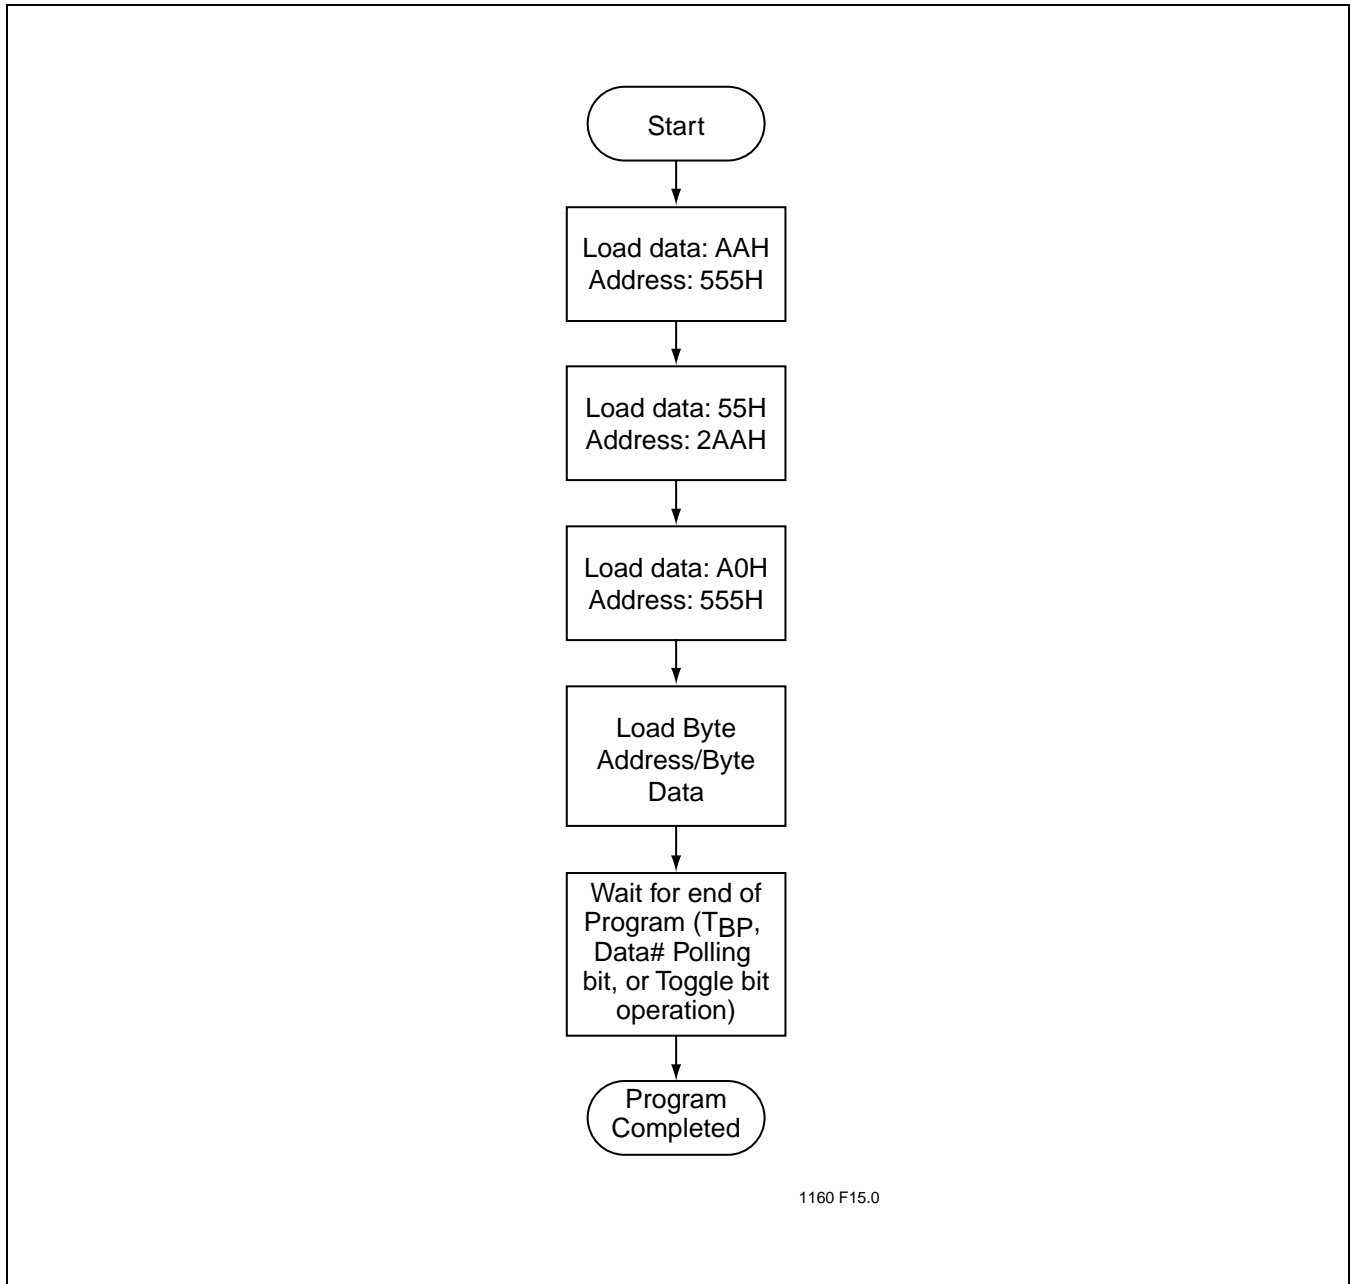 Start
Load data: AAH
Address: 555H
Load data: 55H
Address: 2AAH
Load data: A0H
Address: 555H
Load Byte
Address/Byte
Data
Wait for end of
Program (TBP,
Data# Polling
bit, or Toggle bit
operation)
Program
Completed
1160 F15.0